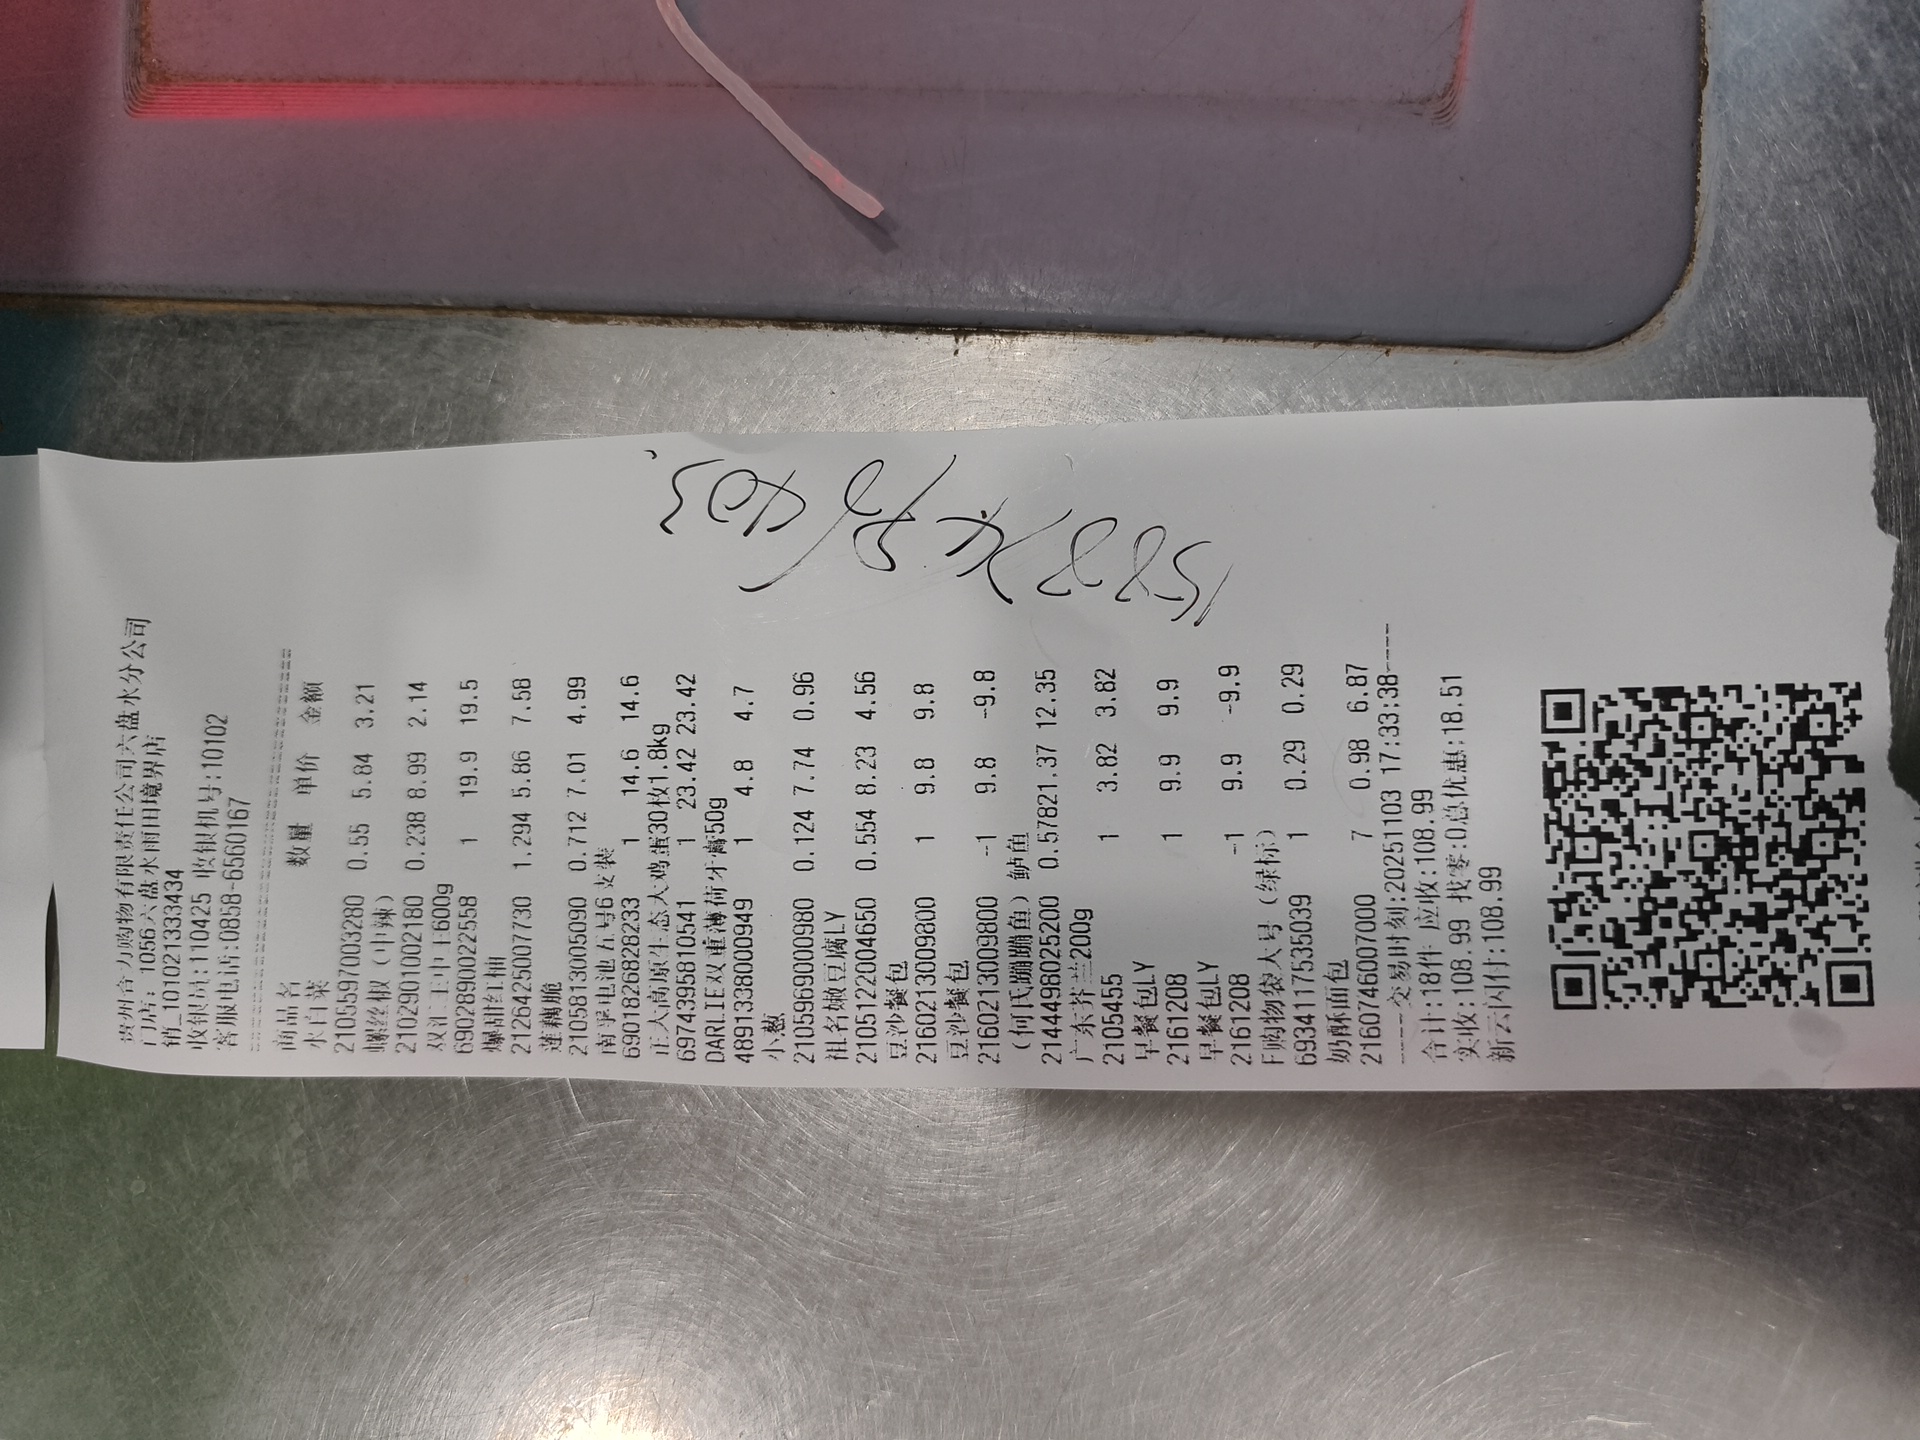 贵州合力购物有限责任公司六盘水分公司
门店: 1056六盘水雨田境界店
销_1010213933434
收银员:110425 收银机号:10102
客服电话:0858-6560167
商品名 数量 单价 金额
水白菜
2105597003280 0.55 5.84 3.21
螺丝椒（中辣）
2102901002180 0.238 8.99 2.14
双汇王中王600g
6902890022558 1 19.9 19.5
爆甜红柚
2126425007730 1.294 5.86 7.58
莲藕脆
2105813005090 0.712 7.01 4.99
南孚电池五号6支装
6901826828233 1 14.6 14.6
正大高原生态大鸡蛋30枚1.8kg
6974395810541 1 23.42 23.42
DARLIE双重薄荷牙膏50g
4891338000949 1 4.8 4.7
小葱
2105969000980 0.124 7.74 0.96
祖名嫩豆腐LY
2105122004650 0.554 8.23 4.56
豆沙餐包
2160213009800 1 9.8 9.8
豆沙餐包
2160213009800 -1 9.8 -9.8
（何氏蹦蹦鱼）鲈鱼
2144498025200 0.57821.37 12.35
广东芥兰200g
2105455 1 3.82 3.82
早餐包LY
2161208 1 9.9 9.9
早餐包LY
2161208 -1 9.9 -9.9
F购物袋大号（绿标）
6934117535039 1 0.29 0.29
奶酥面包
2160746007000 7 0.98 6.87
----交易时刻:20251103 17:33:38----
合计:18件 应收:108.99
实收:108.99 找零:0总优惠:18.51
新云闪付:108.99